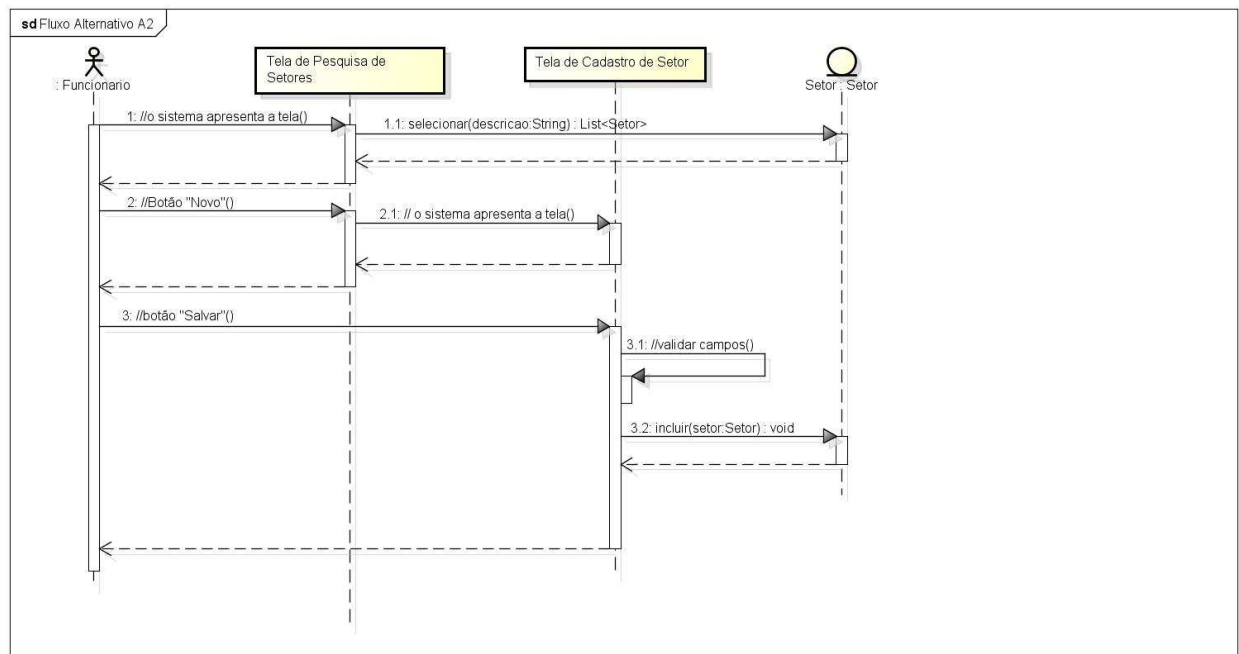 sd Fluxo Alternativo A2
: Funcionario
Tela de Pesquisa de
Setores
Tela de Cadastro de Setor
Setor : Setor
1: //o sistema apresenta a tela()
1.1: selecionar(descricao:String) : List<Setor>
2: //Botão "Novo"()
2.1: // o sistema apresenta a tela()
3: //botão "Salvar"()
3.1: //validar campos()
3.2: incluir(setor:Setor) : void